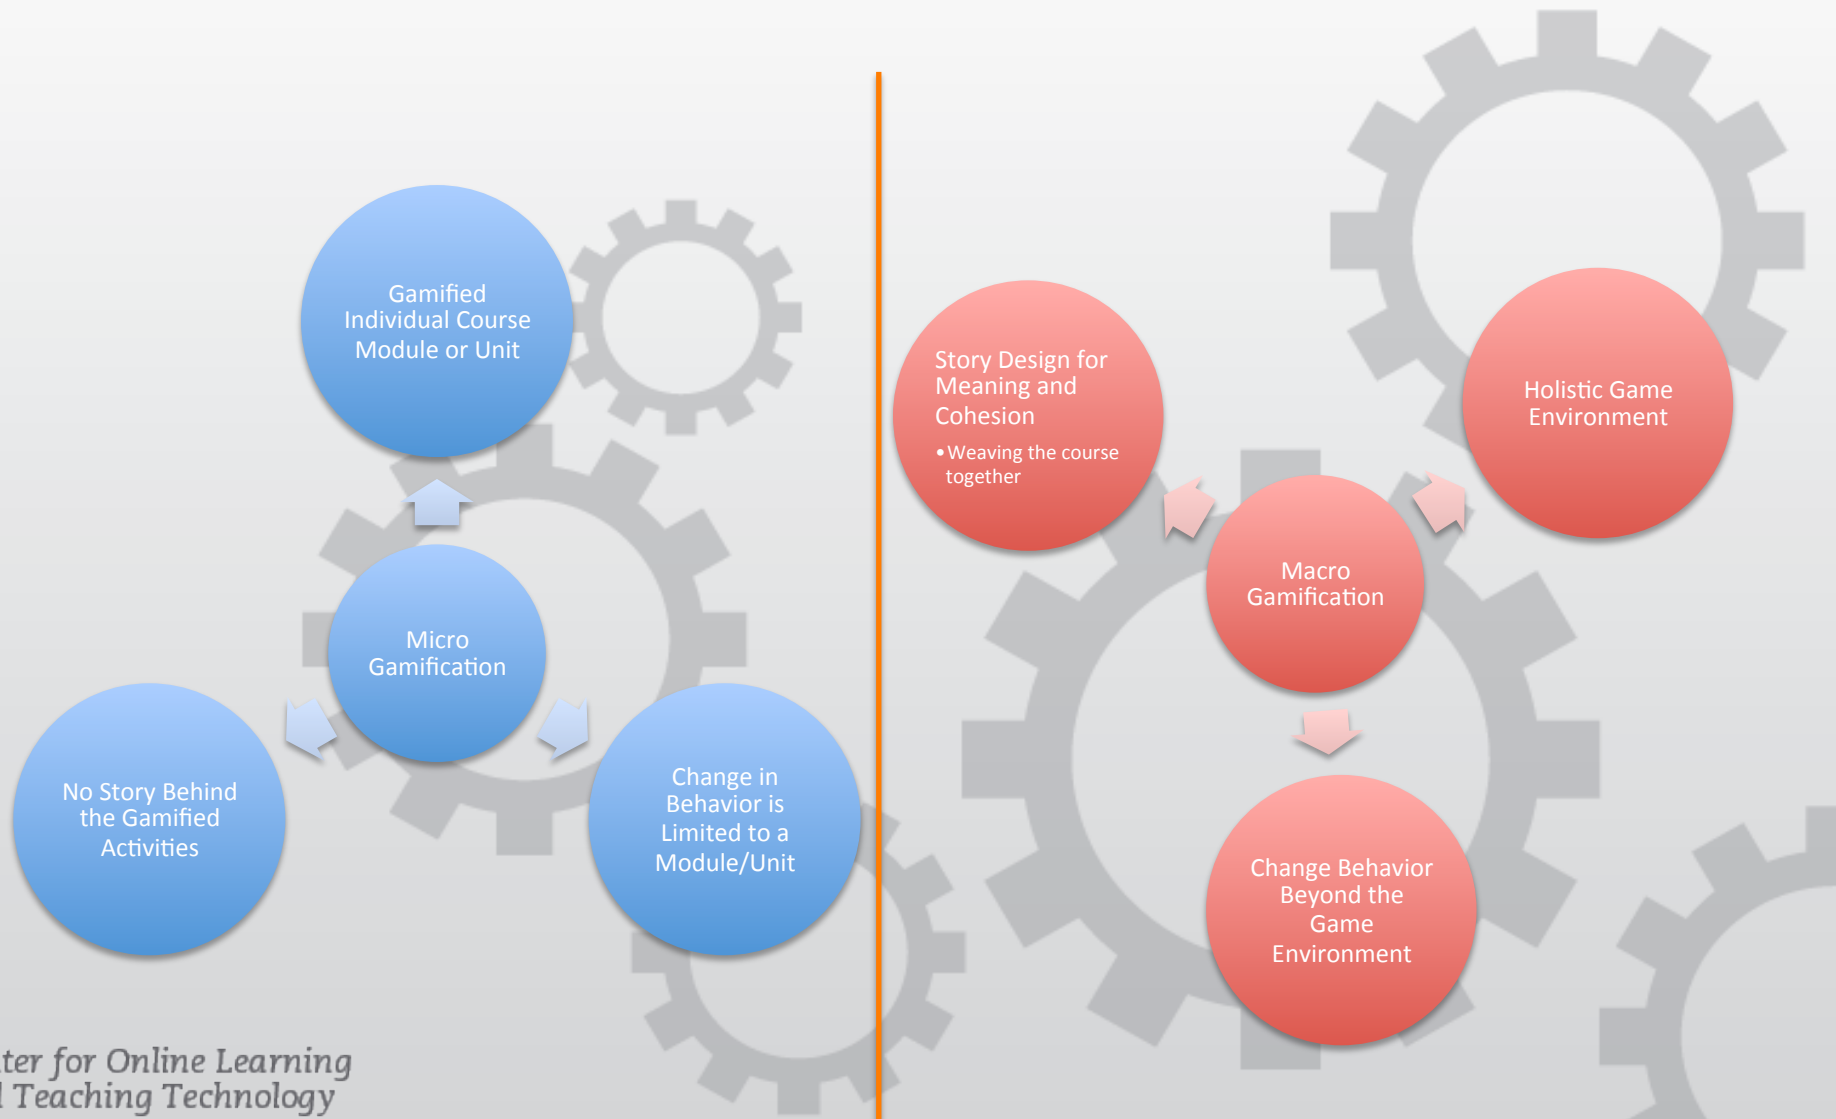 Gamified
Individual Course
Module or Unit
Micro
Gamification
No Story Behind
the Gamified
Activities
Change in
Behavior is
Limited to a
Module/Unit
Story Design for
Meaning and
Cohesion
• Weaving the course
together
Holistic Game
Environment
Macro
Gamification
Change Behavior
Beyond the
Game
Environment
for Online Learning
Teaching Technology